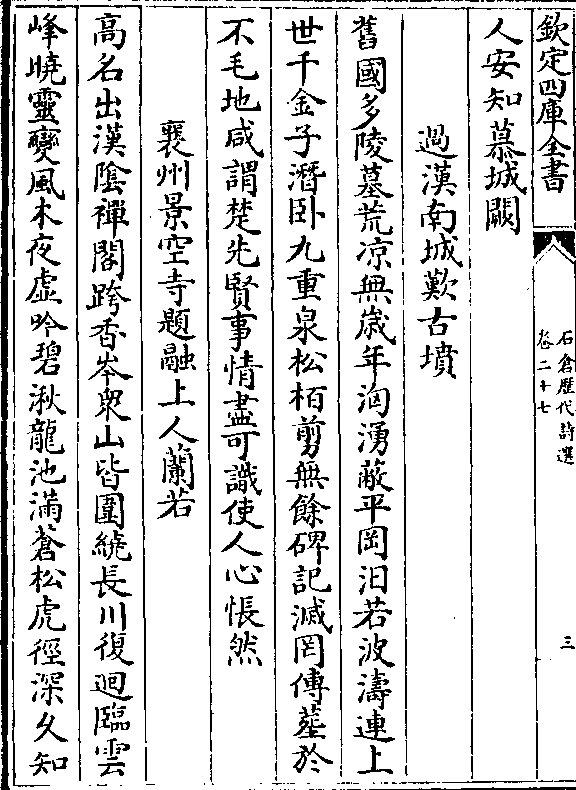 欽定四庫全書
石倉歷代詩選
卷二十七
三
人安知慕城闕
過漢南城歎古墳
舊國多陵墓荒凉無歳年洶湧蔽平岡汩若波濤連上
世千金子潛卧九重泉松栢剪無餘碑記滅罔傳塟於
不毛地咸謂楚先賢事情盡可識使人心悵然
襄州景空寺題融上人蘭若
高名出漢陰禪閣跨香岑衆山皆圍繞長川復迴臨雲
峰曉靈變風木夜虛吟碧湫龍池滿蒼松虎徑深久知